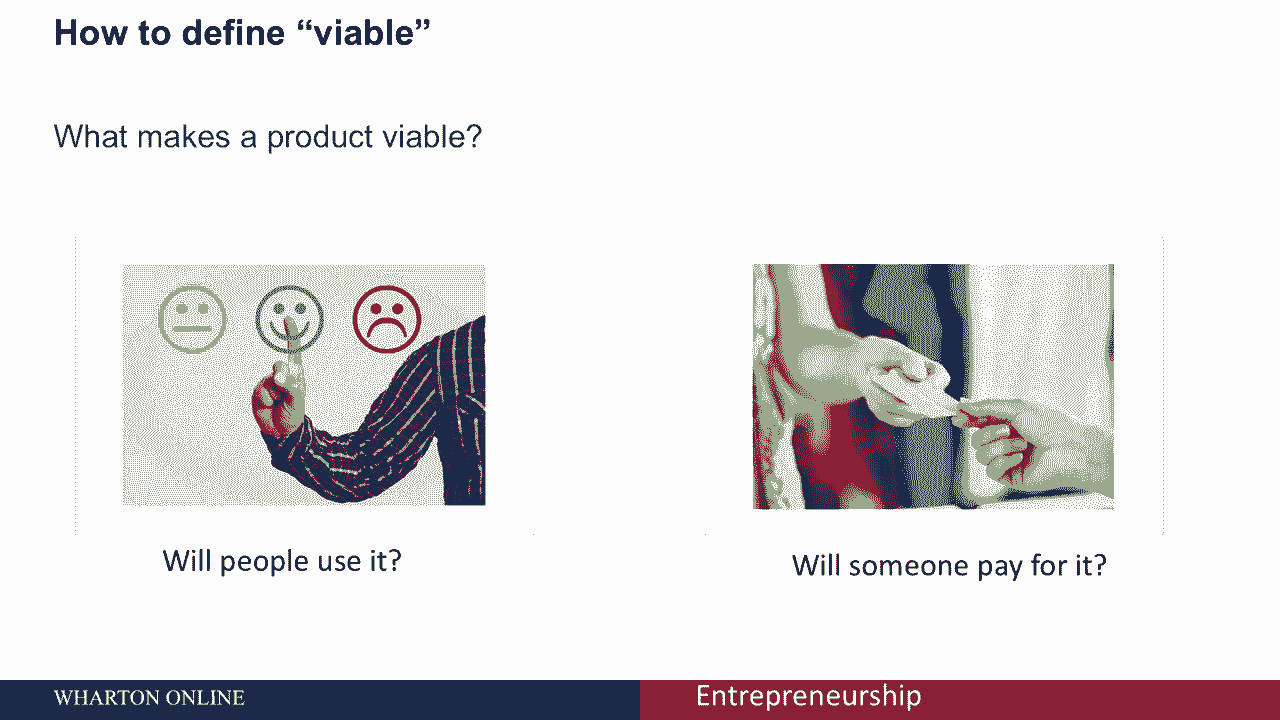 How to define “viable”
What makes a product viable?
Will people use it?
Will someone pay for it?
WHARTON ONLINE
Entrepreneurship